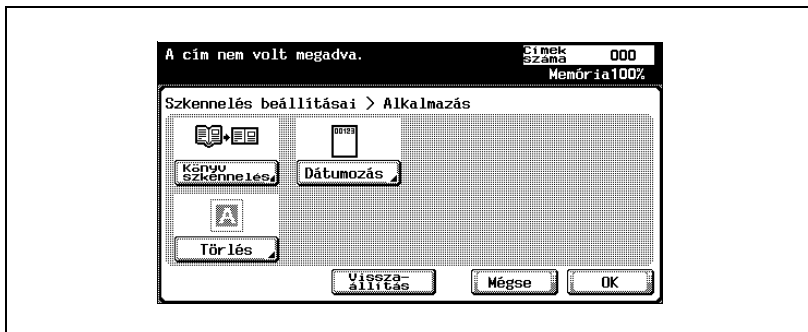 A cím nem volt megadva.
Címek száma 000
Memória100%
Szkennelés beállításai > Alkalmazás
00123
Könyv szkennelés
Dátumozás
A
Törlés
Vissza-
állítás
Mégse
OK